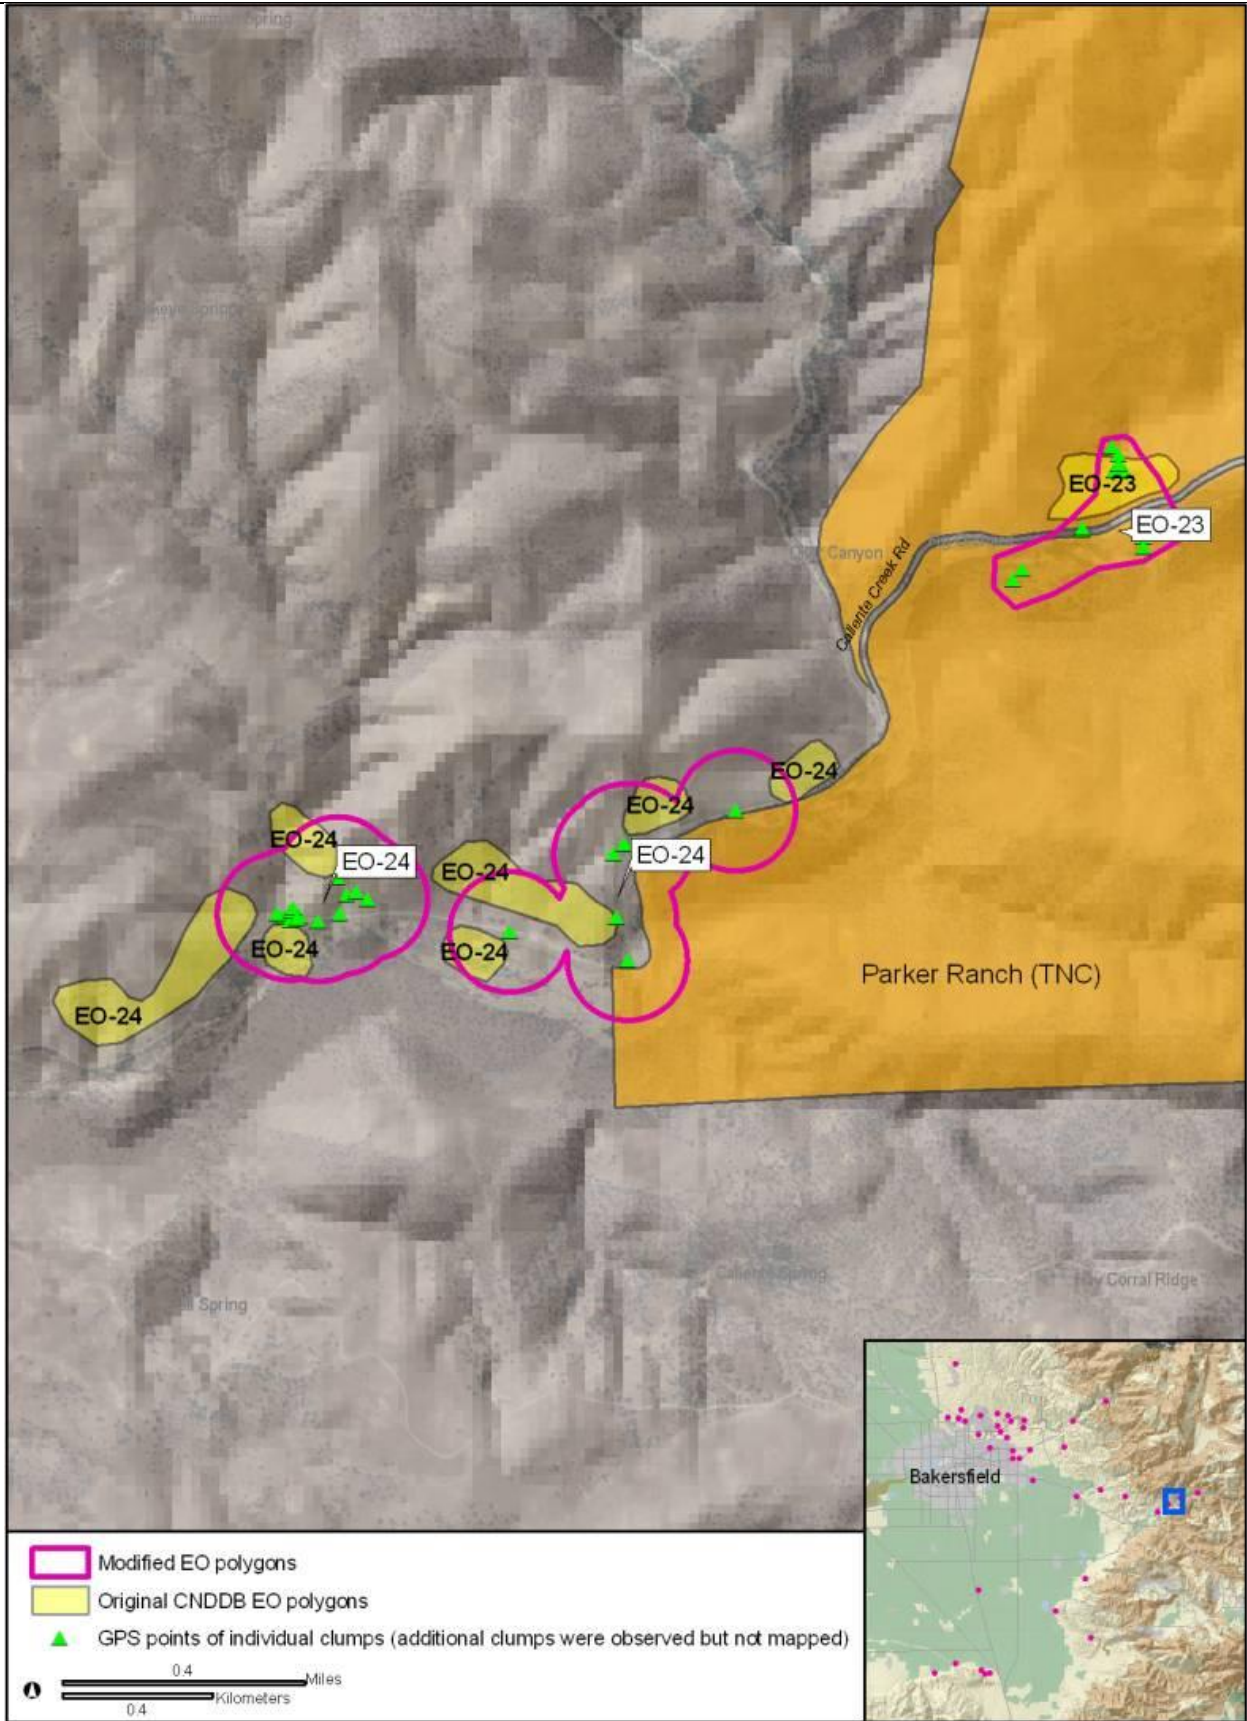 Spring
Canyon
Caliente Creek Rd
EO-23
EO-23
EO-24
EO-24
EO-24
EO-24
EO-24
EO-24
EO-24
EO-24
EO-24
Parker Ranch (TNC)
Caliente Spring
Hay Corral Ridge
Spring
Bakersfield
Modified EO polygons
Original CNDDB EO polygons
GPS points of individual clumps (additional clumps were observed but not mapped)
0.4
Miles
Kilometers
0.4